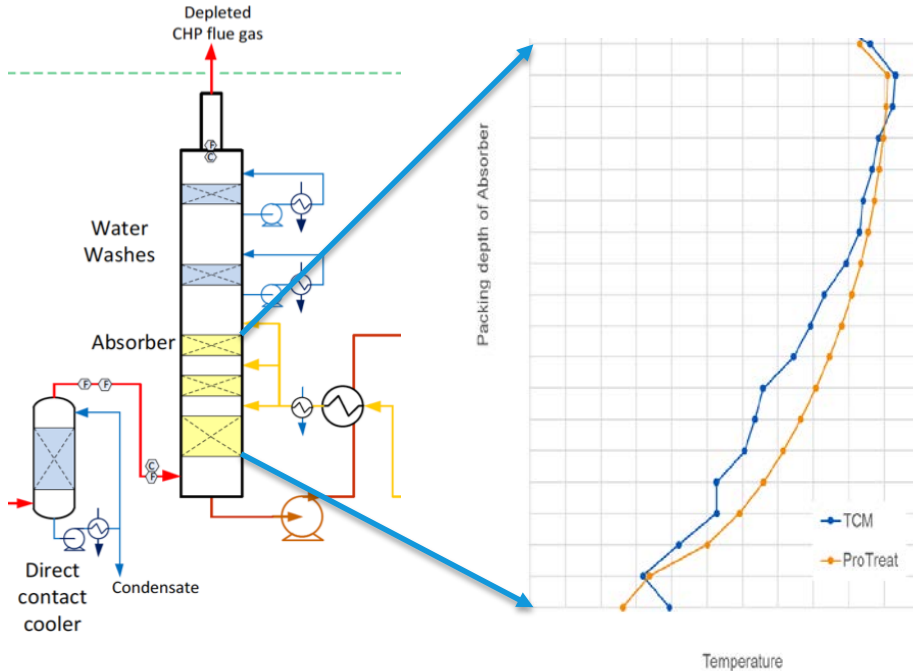 Depleted
CHP flue gas
F
C
Water
Washes
Absorber
F F
C
F
Direct
contact
cooler
Condensate
Packing depth of Absorber
TCM
ProTreat
Temperature